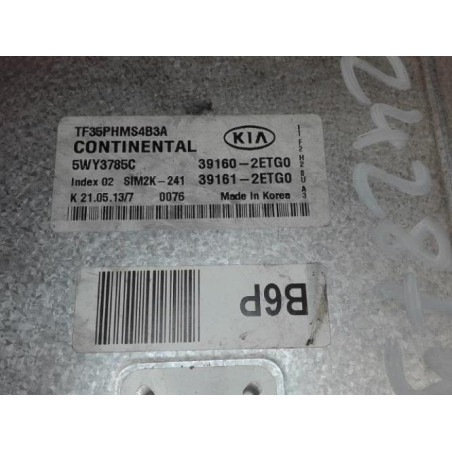 TF35PHMS4B3A
CONTINENTAL
KIA
5WY3785C 39160-2ETG0
Index 02 SIM2K-241 39161-2ETG0
K 21.05.13/7 0076 Made in Korea
B6P